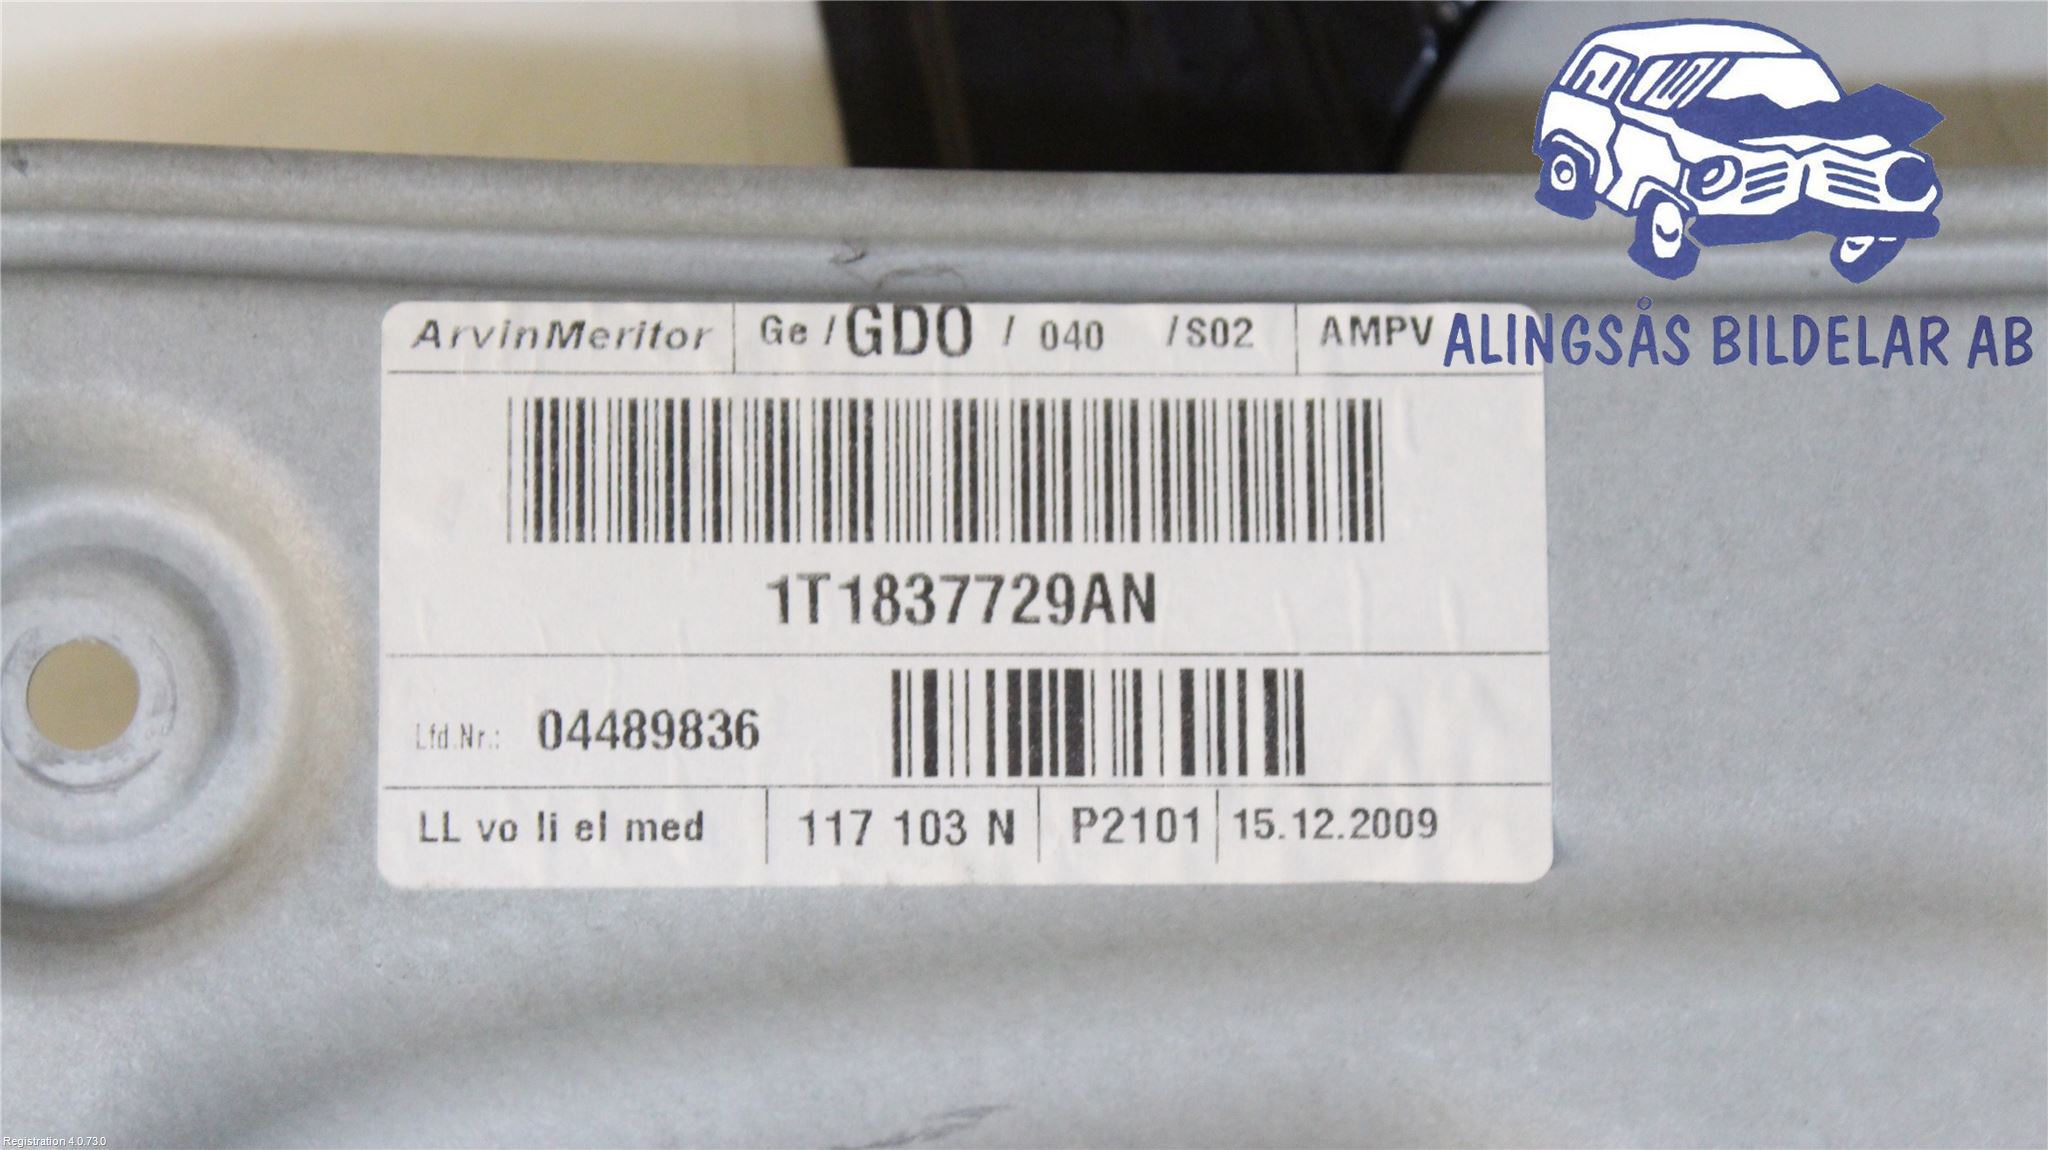 ArvinMeritor Ge / GDO / 040 / S02 AMPV
ALINGSÅS BILDELAR AB
1T1837729AN
Lfd.Nr.: 04489836
LL vo li el med 117 103 N P2101 15.12.2009
Registration 4.0.73.0